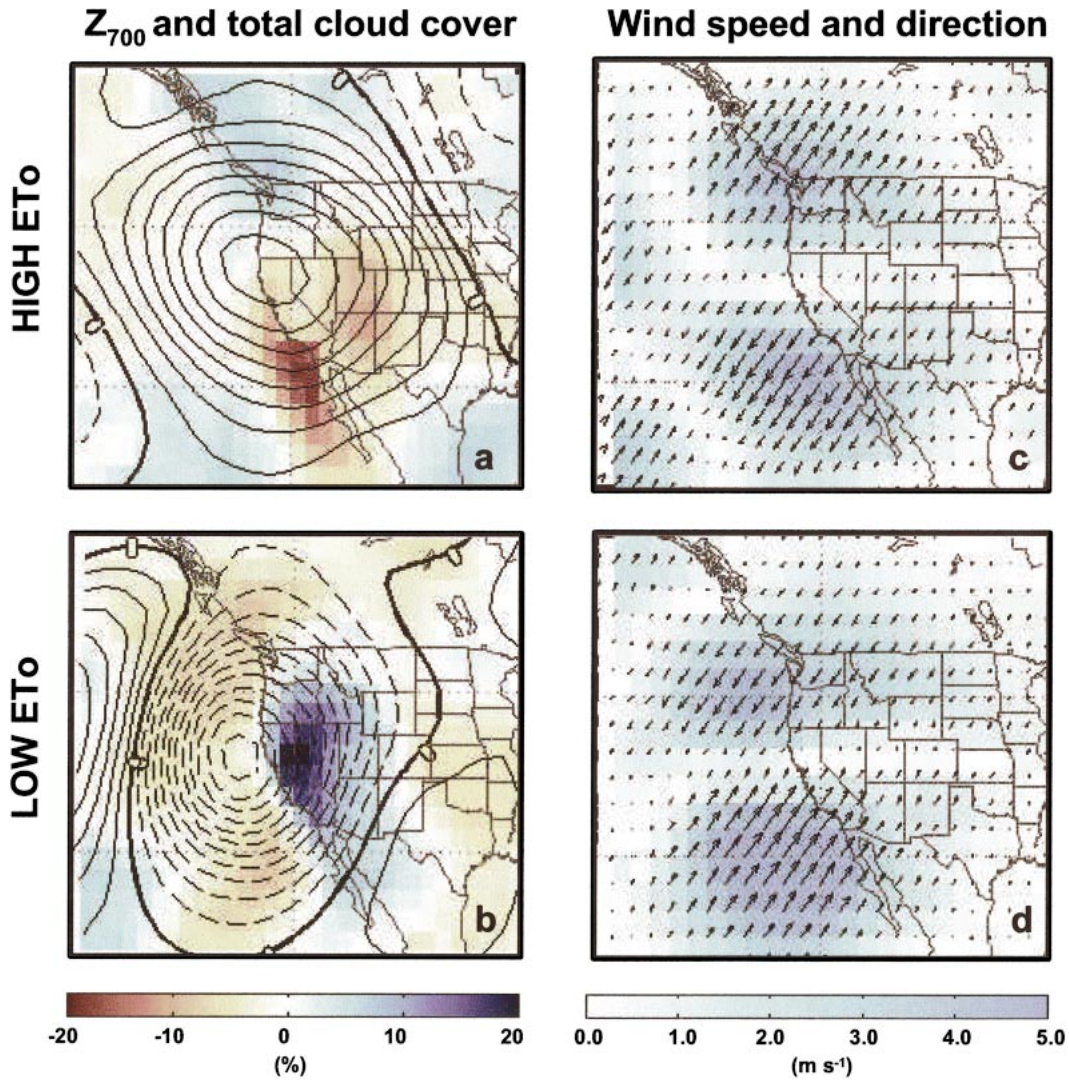 Z700 and total cloud cover
Wind speed and direction
HIGH ETo
a
c
LOW ETo
b
d
-20 -10 0 10 20
(%)
0.0 1.0 2.0 3.0 4.0 5.0
(m s-1)